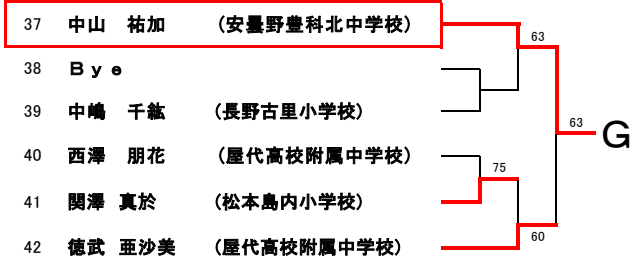 37 中山 祐加 (安曇野豊科北中学校)
63
38 Bye
39 中嶋 千紘 (長野古里小学校)
63 G
40 西澤 朋花 (屋代高校附属中学校)
75
41 関澤 真於 (松本島内小学校)
60
42 徳武 亜沙美 (屋代高校附属中学校)